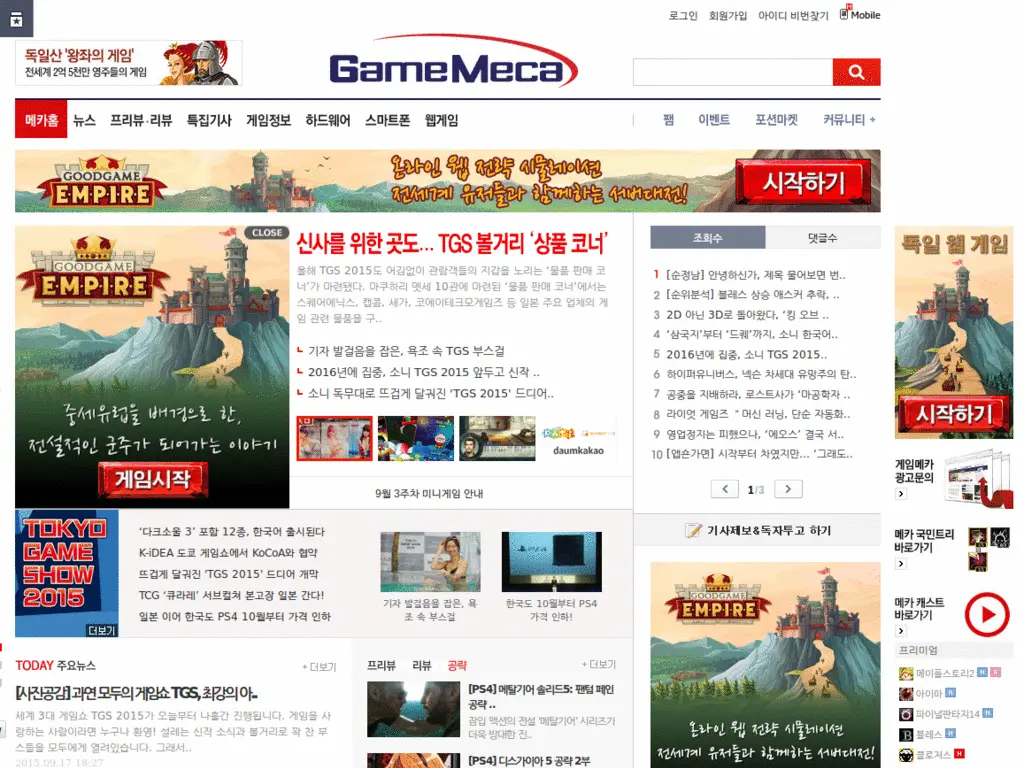 로그인 회원가입 아이디 비번찾기 Mobile
독일산 '왕좌의 게임'
전세계 2억 5천만 영주들의 게임
GameMeca
메카홈 뉴스 프리뷰·리뷰 특집기사 게임정보 하드웨어 스마트폰 웹게임 팸 이벤트 포션마켓 커뮤니티 +
GOODGAME
EMPIRE
온라인 웹 전략 시뮬레이션
전세계 유저들과 함께하는 서버대전!
시작하기
CLOSE
GOODGAME
EMPIRE
중세유럽을 배경으로 한,
전설적인 군주가 되어가는 이야기
게임시작
신사를 위한 곳도... TGS 볼거리 '상품 코너'
올해 TGS 2015도 어김없이 관람객들의 지갑을 노리는 '물품 판매 코
너'가 마련됐다. 마쿠하리 멧세 10관에 마련된 '물품 판매 코너'에서는
스퀘어에닉스, 캡콤, 세가, 코에이테크모게임즈 등 일본 주요 업체의 게
임 관련 물품을 구..
기자 발걸음을 잡은, 욕조 속 TGS 부스걸
2016년에 집중, 소니 TGS 2015 앞두고 신작 ..
소니 독무대로 뜨겁게 달궈진 'TGS 2015' 드디어..
daumkakao
9월 3주차 미니게임 안내
조회수 댓글수
1 [순정남] 안녕하신가, 제목 물어보면 번..
2 [순위분석] 블레스 상승 애스커 추락, ..
3 2D 아닌 3D로 돌아왔다, '킹 오브 ..
4 '삼국지'부터 '드퀘'까지, 소니 한국어..
5 2016년에 집중, 소니 TGS 2015..
6 하이퍼유니버스, 넥슨 차세대 유망주의 탄..
7 공중을 지배하라, 로스트사가 '마공학자 ..
8 라이엇 게임즈 "머신 러닝, 단순 자동화..
9 영업정지는 피했으나, '에오스' 결국 서..
10 [앱숀가면] 시작부터 차였지만... '그래도..
1/3
기사제보&독자투고 하기
독일 웹 게임
시작하기
게임메카
광고문의
메카 국민트리
바로가기
메카 캐스트
바로가기
프리미엄
메이플스토리2 N H
아이마 N
파이널판타지14 N
블레스 N
클로저스 H
TOKYO
GAME
SHOW
2015
더보기
'다크소울 3' 포함 12종, 한국어 출시된다
K-iDEA 도쿄 게임쇼에서 KoCoA와 협약
뜨겁게 달궈진 'TGS 2015' 드디어 개막
TCG '큐라레' 서브컬쳐 본고장 일본 간다!
일본 이어 한국도 PS4 10월부터 가격 인하
기자 발걸음을 잡은, 욕
조 속 부스걸
한국도 10월부터 PS4
가격 인하!
GOODGAME
EMPIRE
온라인 웹 전략 시뮬레이션
전세계 유저들과 함께하는 서버대전!
TODAY 주요뉴스 + 더보기
[사진공감] 과연 모두의 게임쇼 TGS, 최강의 아..
세계 3대 게임쇼 TGS 2015가 오늘부터 나흘간 진행됩니다. 게임을 사
랑하는 사람이라면 누구나 환영! 설레는 신작 소식과 볼거리로 꽉 찬 부
스들을 모두에게 열려있습니다. 그래서..
2015.09.17 18:27
프리뷰 리뷰 공략 + 더보기
[PS4] 메탈기어 솔리드5: 팬텀 페인
공략 ..
잠입 액션의 전설 '메탈기어' 시리즈가
더욱 방대한 진..
[PS4] 디스가이아 5 공략 2부